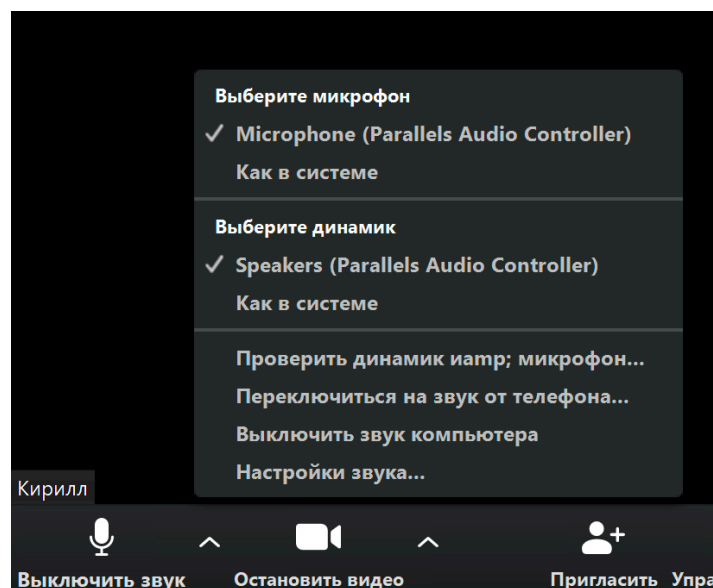 Выберите микрофон
Microphone (Parallels Audio Controller)
Как в системе
Выберите динамик
Speakers (Parallels Audio Controller)
Как в системе
Проверить динамик иamp; микрофон...
Переключиться на звук от телефона...
Выключить звук компьютера
Настройки звука...
Кирилл
Выключить звук Остановить видео Пригласить Упра